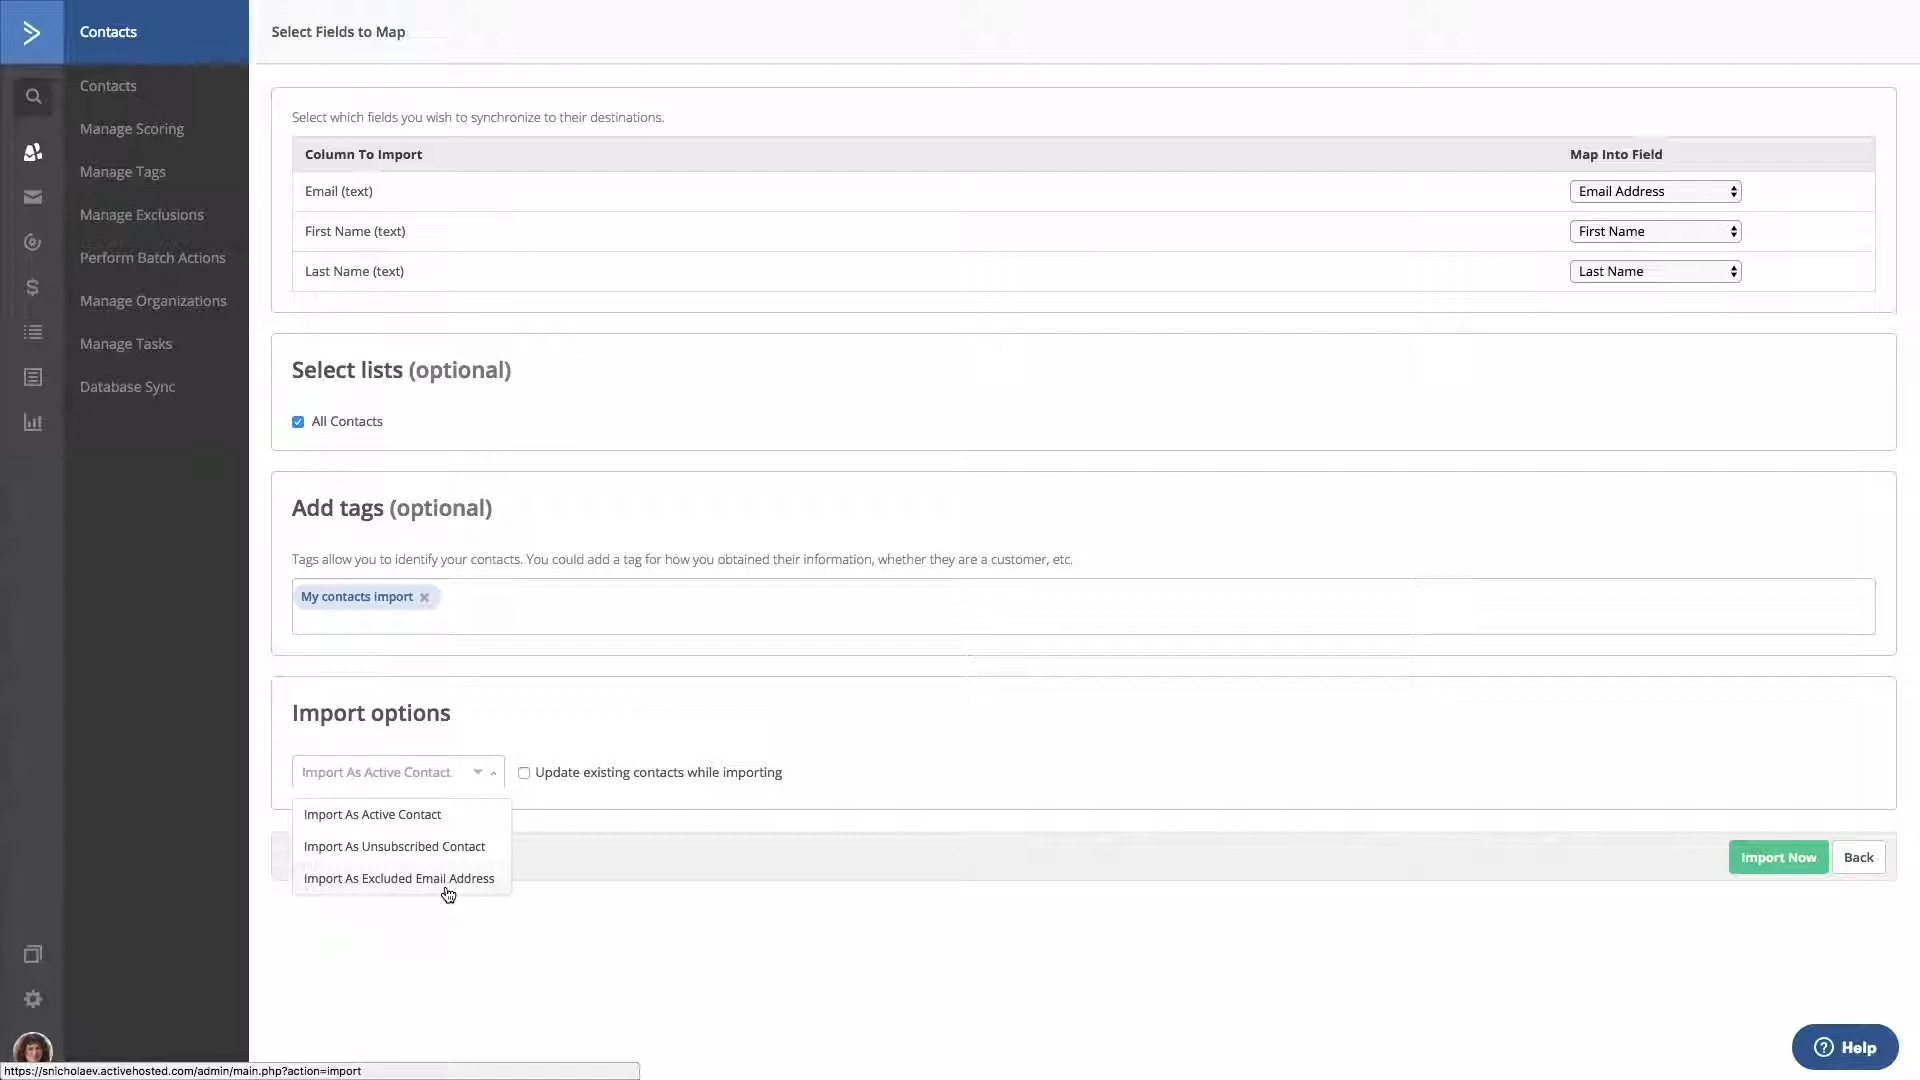 Contacts
Select Fields to Map
Contacts
Manage Scoring
Manage Tags
Manage Exclusions
Perform Batch Actions
Manage Organizations
Manage Tasks
Database Sync
Select which fields you wish to synchronize to their destinations.
Column To Import
Map Into Field
Email (text)
Email Address
First Name (text)
First Name
Last Name (text)
Last Name
Select lists (optional)
All Contacts
Add tags (optional)
Tags allow you to identify your contacts. You could add a tag for how you obtained their information, whether they are a customer, etc.
My contacts import
Import options
Import As Active Contact
Update existing contacts while importing
Import As Active Contact
Import As Unsubscribed Contact
Import As Excluded Email Address
Import Now
Back
Help
https://snicholaev.activehosted.com/admin/main.php?action=import